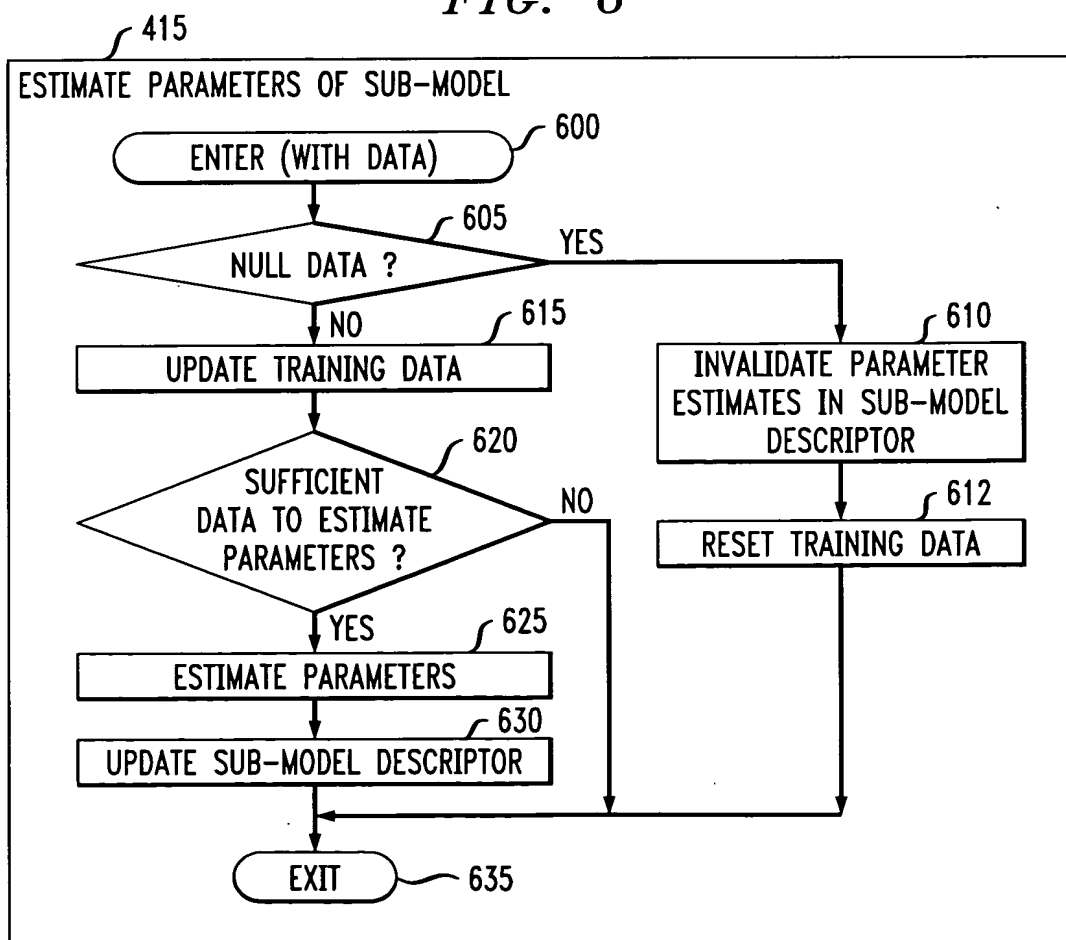 FIG. 6
415
ESTIMATE PARAMETERS OF SUB-MODEL
600
ENTER (WITH DATA)
605
NULL DATA ?
YES
NO
615
UPDATE TRAINING DATA
610
INVALIDATE PARAMETER
ESTIMATES IN SUB-MODEL
DESCRIPTOR
620
SUFFICIENT
DATA TO ESTIMATE
PARAMETERS ?
NO
612
RESET TRAINING DATA
YES
625
ESTIMATE PARAMETERS
630
UPDATE SUB-MODEL DESCRIPTOR
EXIT
635